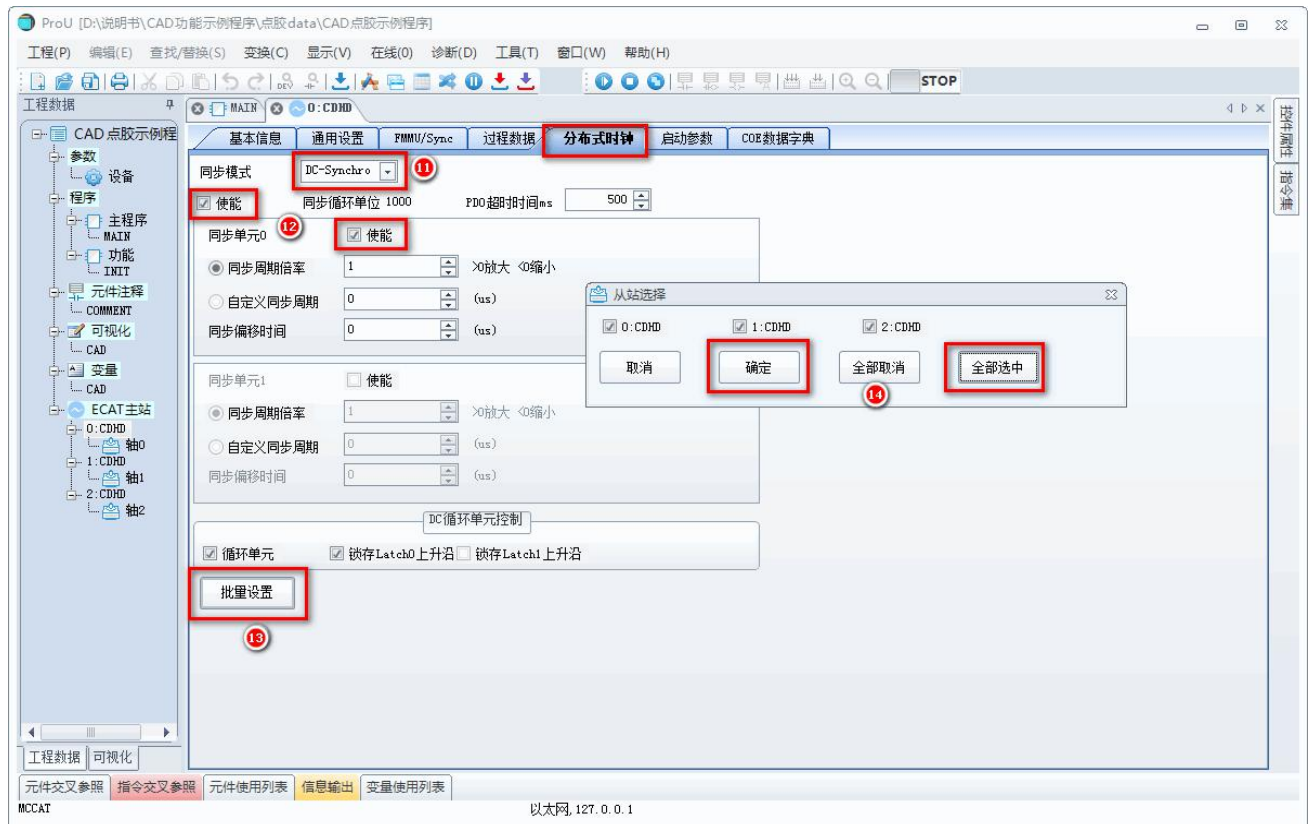 ProU [D:\说明书\CAD功能示例程序\点胶data\CAD点胶示例程序]
工程(P) 编辑(E) 查找/替换(S) 变换(C) 显示(V) 在线(O) 诊断(D) 工具(T) 窗口(W) 帮助(H)
DEV STOP
工程数据 MAIN 0:CDHD
CAD点胶示例程
参数
设备
程序
主程序
MAIN
功能
INIT
元件注释
COMMENT
可视化
CAD
变量
CAD
ECAT主站
0:CDHD
轴0
1:CDHD
轴1
2:CDHD
轴2
工程数据 可视化
基本信息 通用设置 FMMU/Sync 过程数据 分布式时钟 启动参数 COE数据字典
同步模式 DC-Synchro 11
使能 同步循环单位 1000 PDO超时时间ms 500
12
同步单元0 使能
同步周期倍率 1 >0放大 <0缩小
自定义同步周期 0 (us)
同步偏移时间 0 (us)
同步单元1 使能
同步周期倍率 1 >0放大 <0缩小
自定义同步周期 0 (us)
同步偏移时间 0 (us)
DC循环单元控制
循环单元 锁存Latch0上升沿 锁存Latch1上升沿
批量设置
13
从站选择
0:CDHD 1:CDHD 2:CDHD
取消 确定 全部取消 全部选中
14
控件属性
指令集
元件交叉参照 指令交叉参照 元件使用列表 信息输出 变量使用列表
MCCAT 以太网,127.0.0.1